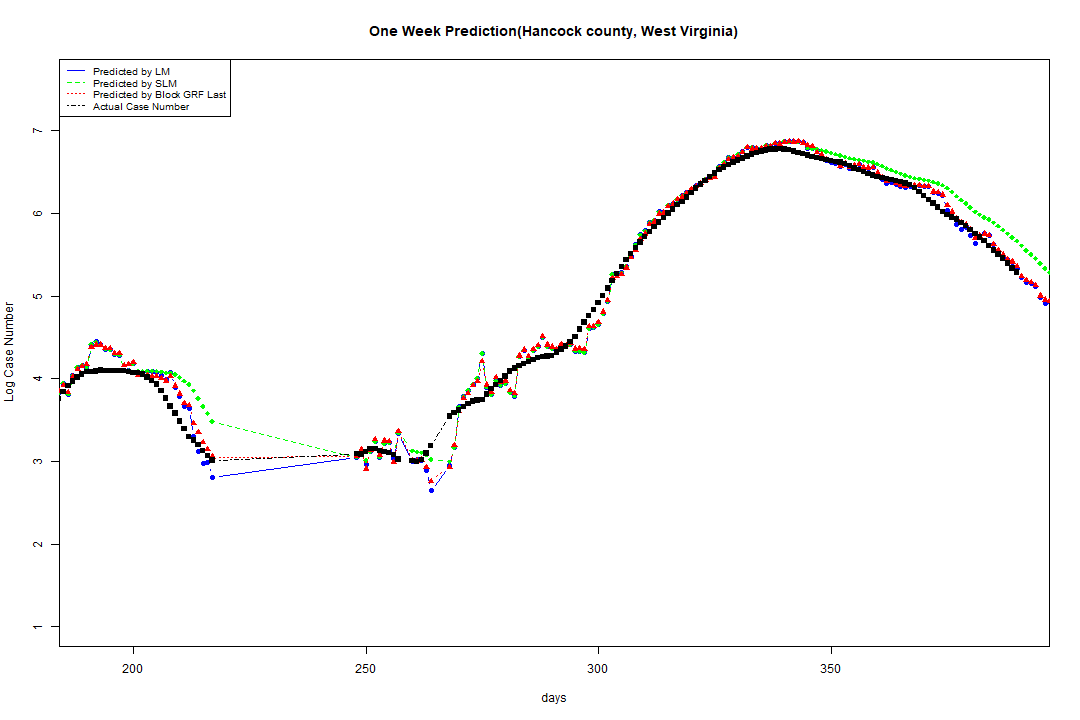 One Week Prediction(Hancock county, West Virginia)
Predicted by LM
Predicted by SLM
Predicted by Block GRF Last
Actual Case Number
7
6
5
4
3
2
1
Log Case Number
200 250 300 350
days